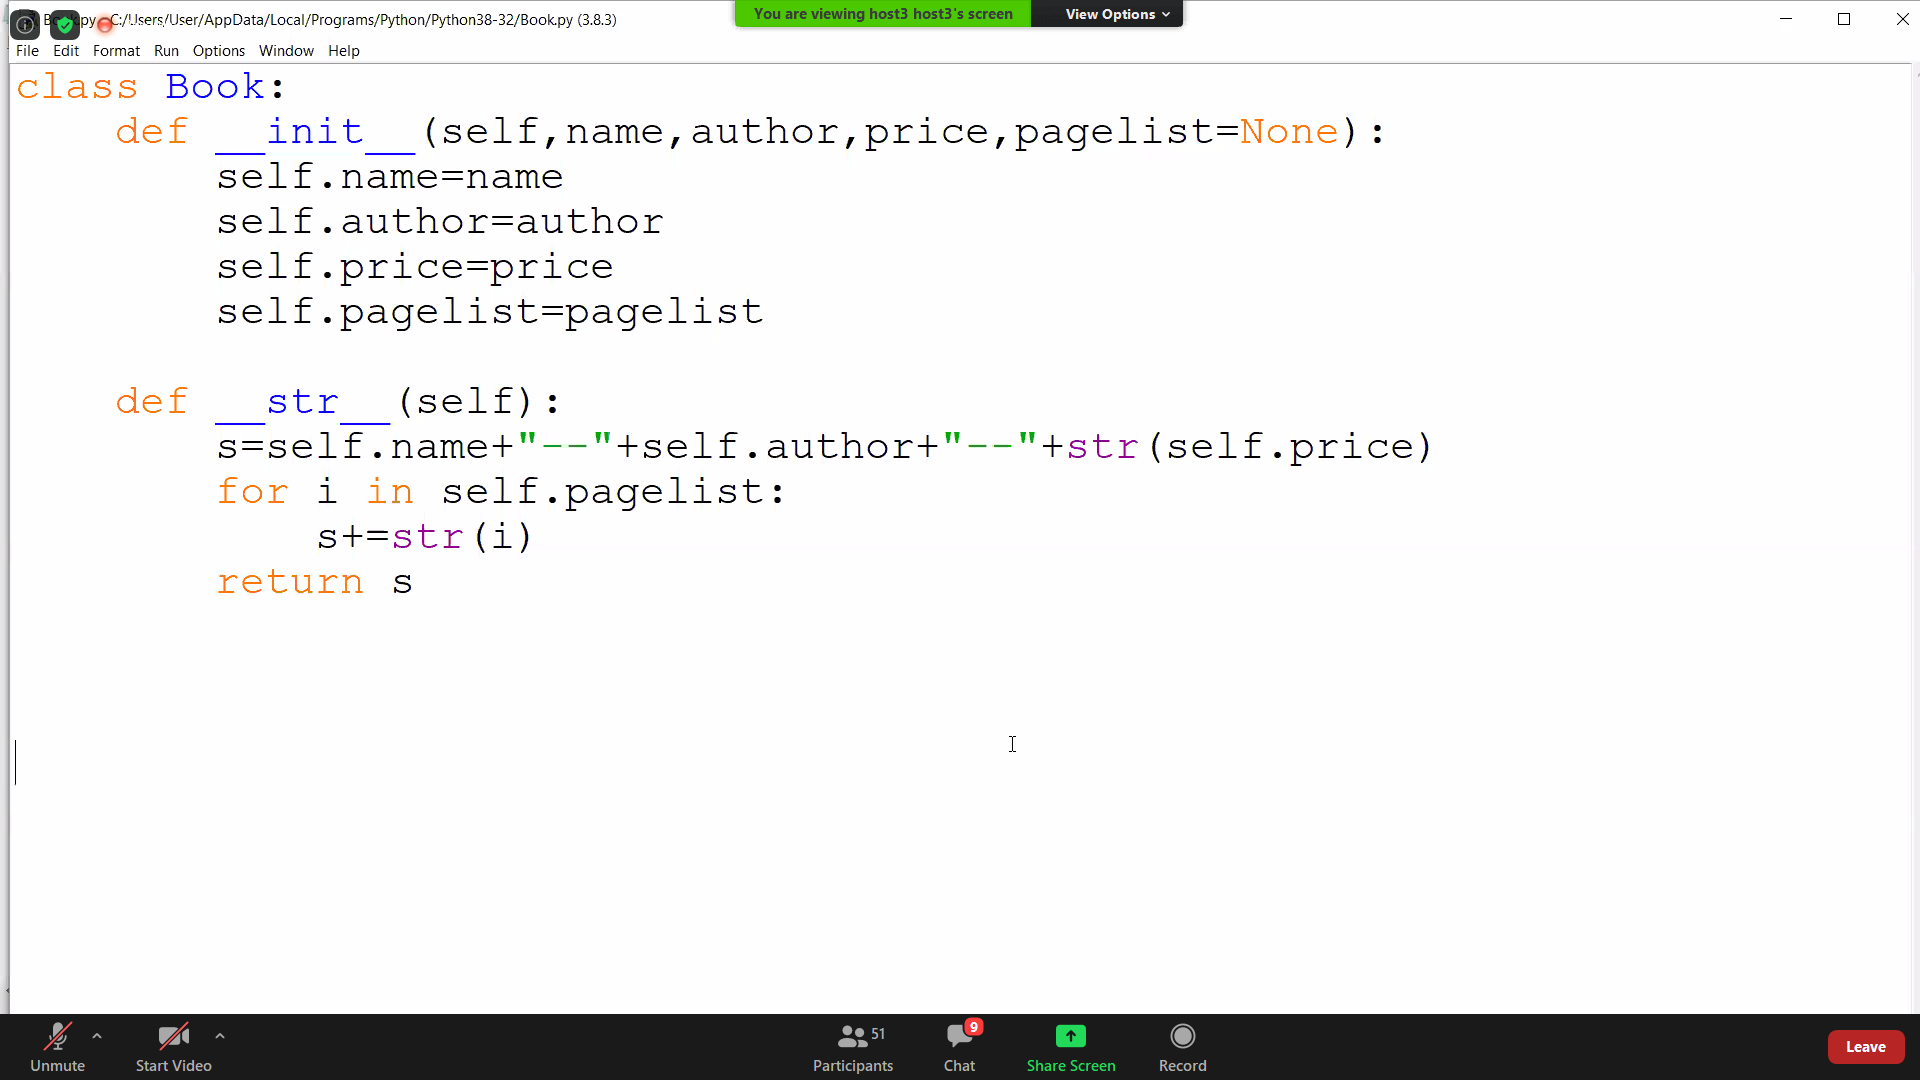 Book.py - C:/Users/User/AppData/Local/Programs/Python/Python38-32/Book.py (3.8.3)
You are viewing host3 host3's screen
View Options
File Edit Format Run Options Window Help
class Book:
    def __init__(self,name,author,price,pagelist=None):
        self.name=name
        self.author=author
        self.price=price
        self.pagelist=pagelist
    def __str__(self):
        s=self.name+"--"+self.author+"--"+str(self.price)
        for i in self.pagelist:
            s+=str(i)
        return s
Unmute
Start Video
51
Participants
9
Chat
Share Screen
Record
Leave